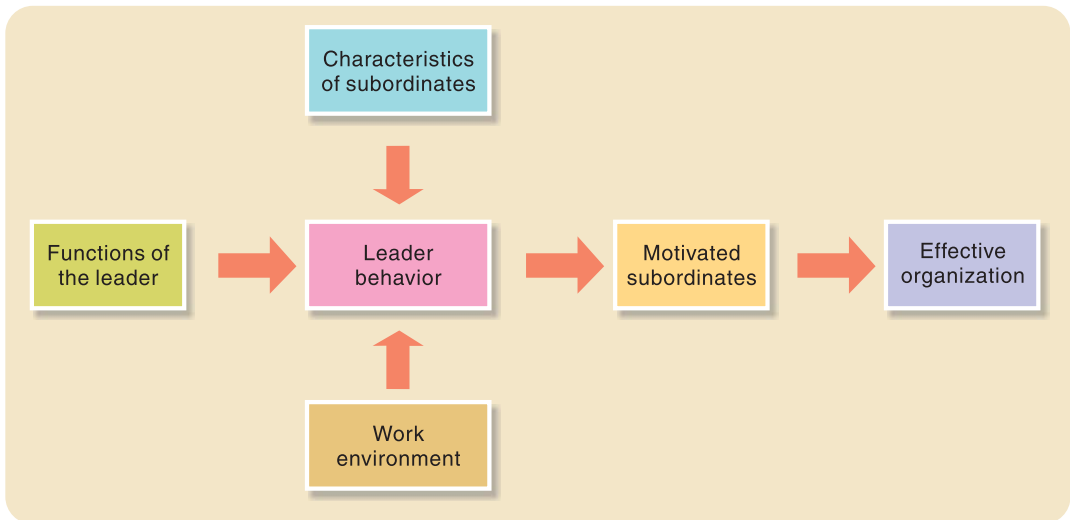 Characteristics
of subordinates
Functions of
the leader
Leader
behavior
Motivated
subordinates
Effective
organization
Work
environment